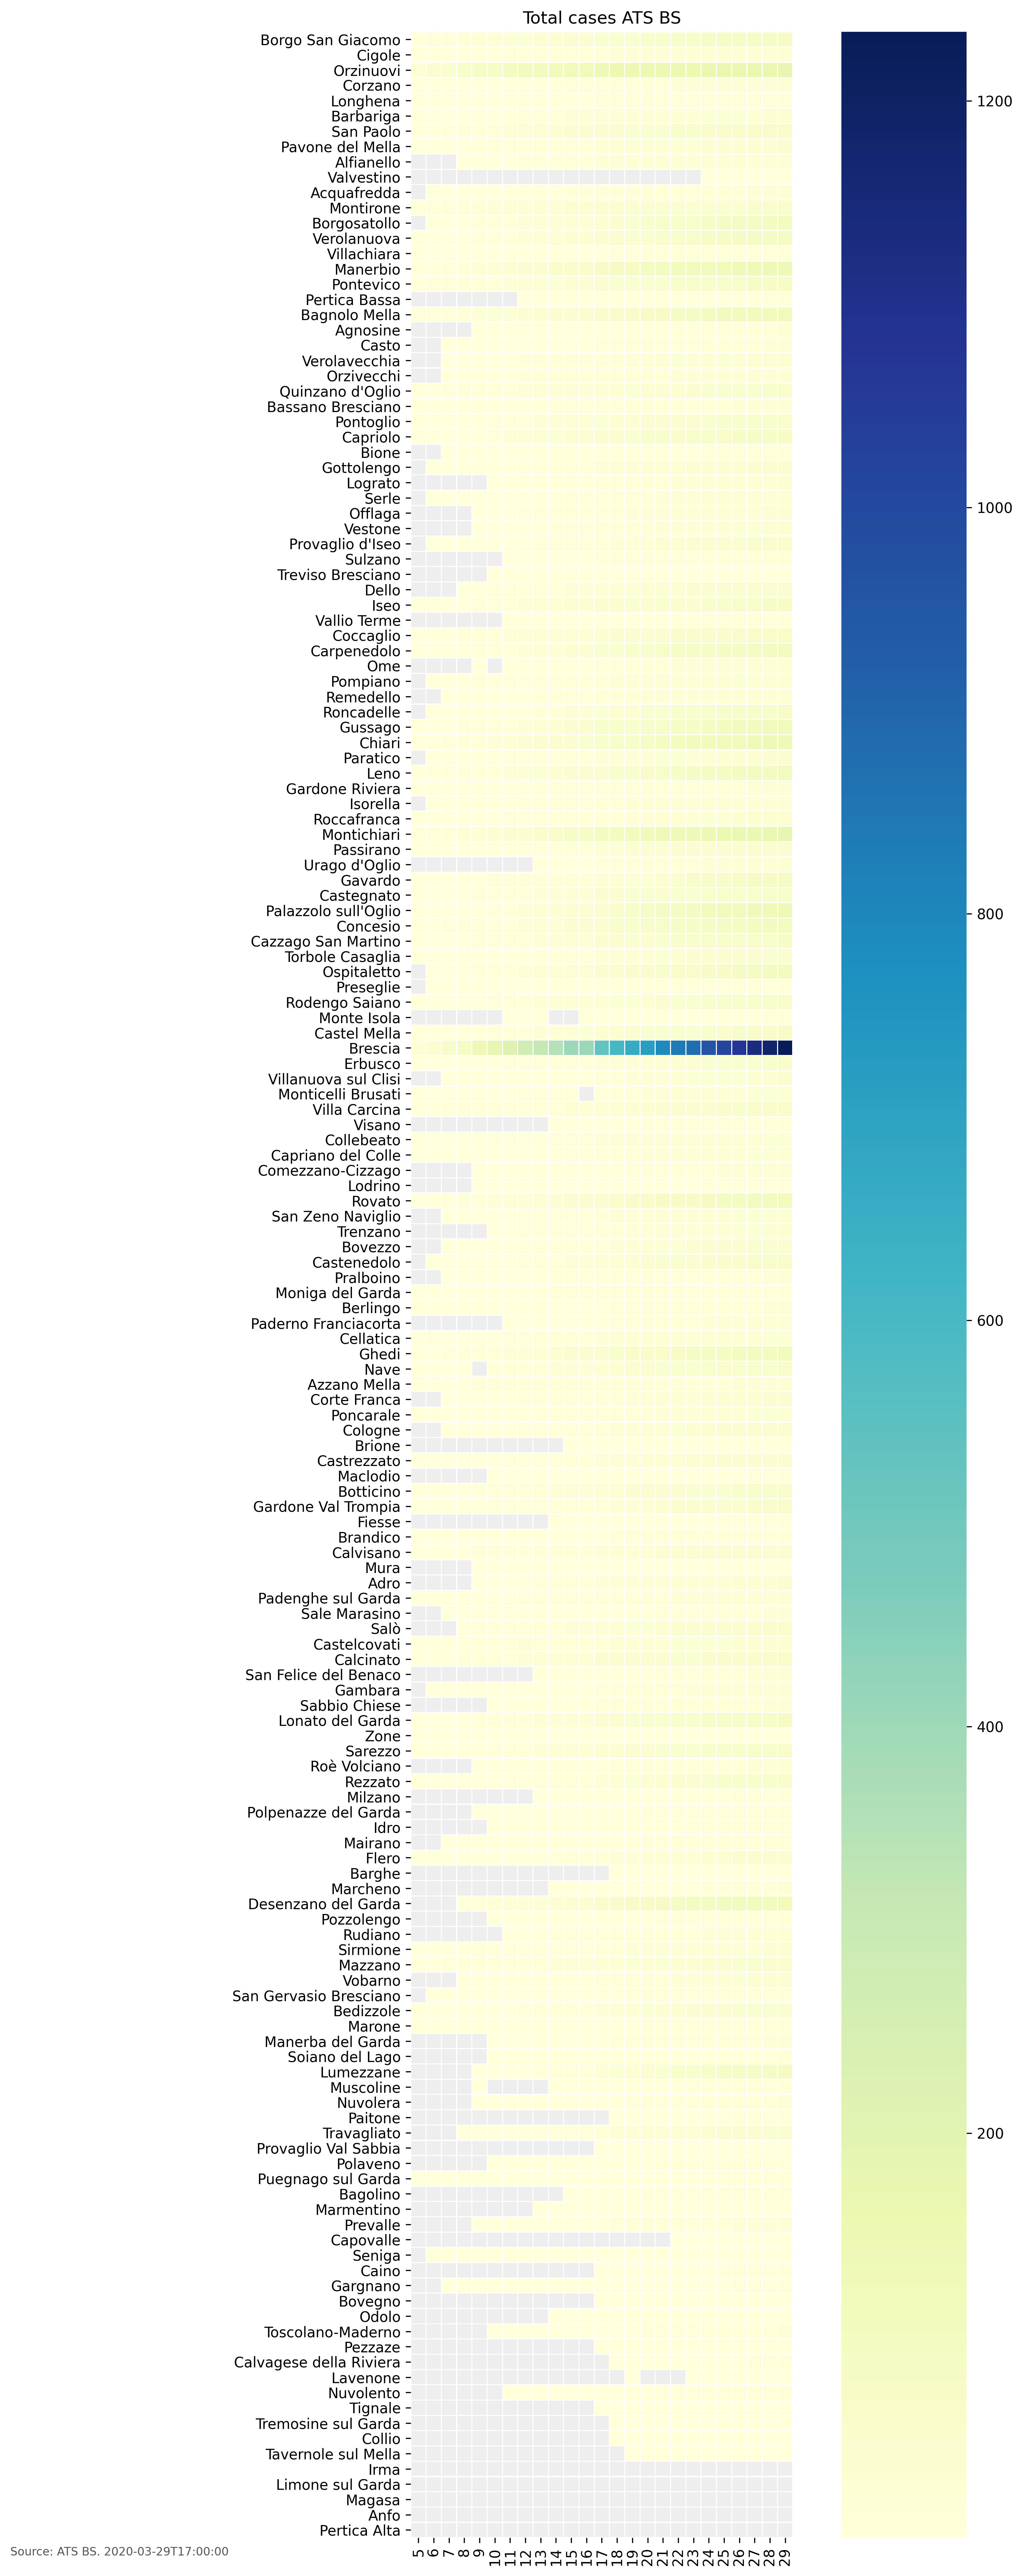 Total cases ATS BS
Borgo San Giacomo
Cigole
Orzinuovi
Corzano
Longhena
Barbariga
San Paolo
Pavone del Mella
Alfianello
Valvestino
Acquafredda
Montirone
Borgosatollo
Verolanuova
Villachiara
Manerbio
Pontevico
Pertica Bassa
Bagnolo Mella
Agnosine
Casto
Verolavecchia
Orzivecchi
Quinzano d'Oglio
Bassano Bresciano
Pontoglio
Capriolo
Bione
Gottolengo
Lograto
Serle
Offlaga
Vestone
Provaglio d'Iseo
Sulzano
Treviso Bresciano
Dello
Iseo
Vallio Terme
Coccaglio
Carpenedolo
Ome
Pompiano
Remedello
Roncadelle
Gussago
Chiari
Paratico
Leno
Gardone Riviera
Isorella
Roccafranca
Montichiari
Passirano
Urago d'Oglio
Gavardo
Castegnato
Palazzolo sull'Oglio
Concesio
Cazzago San Martino
Torbole Casaglia
Ospitaletto
Preseglie
Rodengo Saiano
Monte Isola
Castel Mella
Brescia
Erbusco
Villanuova sul Clisi
Monticelli Brusati
Villa Carcina
Visano
Collebeato
Capriano del Colle
Comezzano-Cizzago
Lodrino
Rovato
San Zeno Naviglio
Trenzano
Bovezzo
Castenedolo
Pralboino
Moniga del Garda
Berlingo
Paderno Franciacorta
Cellatica
Ghedi
Nave
Azzano Mella
Corte Franca
Poncarale
Cologne
Brione
Castrezzato
Maclodio
Botticino
Gardone Val Trompia
Fiesse
Brandico
Calvisano
Mura
Adro
Padenghe sul Garda
Sale Marasino
Salò
Castelcovati
Calcinato
San Felice del Benaco
Gambara
Sabbio Chiese
Lonato del Garda
Zone
Sarezzo
Roè Volciano
Rezzato
Milzano
Polpenazze del Garda
Idro
Mairano
Flero
Barghe
Marcheno
Desenzano del Garda
Pozzolengo
Rudiano
Sirmione
Mazzano
Vobarno
San Gervasio Bresciano
Bedizzole
Marone
Manerba del Garda
Soiano del Lago
Lumezzane
Muscoline
Nuvolera
Paitone
Travagliato
Provaglio Val Sabbia
Polaveno
Puegnago sul Garda
Bagolino
Marmentino
Prevalle
Capovalle
Seniga
Caino
Gargnano
Bovegno
Odolo
Toscolano-Maderno
Pezzaze
Calvagese della Riviera
Lavenone
Nuvolento
Tignale
Tremosine sul Garda
Collio
Tavernole sul Mella
Irma
Limone sul Garda
Magasa
Anfo
Pertica Alta
5 6 7 8 9 10 11 12 13 14 15 16 17 18 19 20 21 22 23 24 25 26 27 28 29
1200
1000
800
600
400
200
Source: ATS BS. 2020-03-29T17:00:00